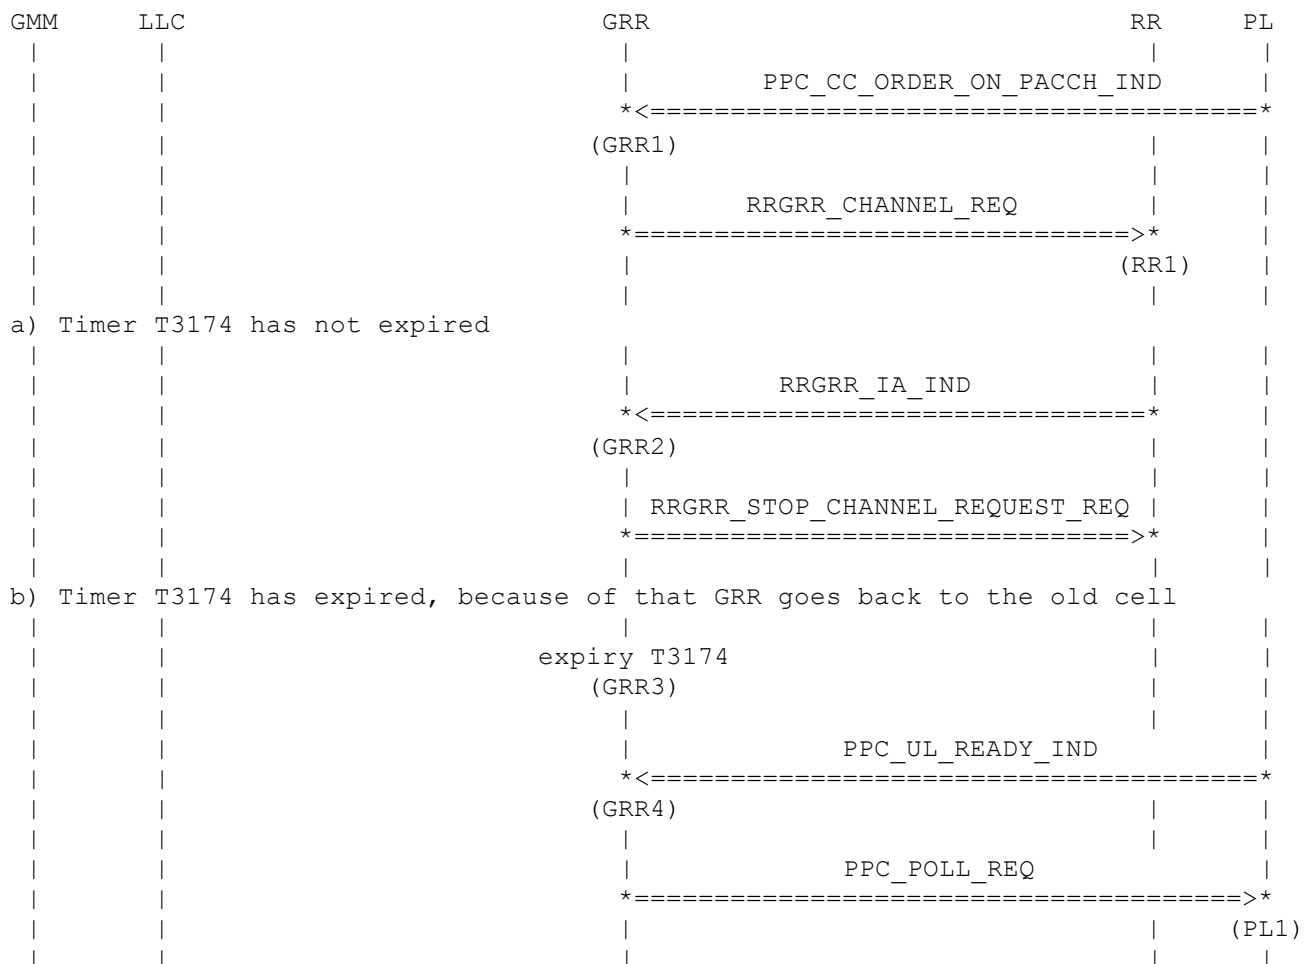 GMM LLC GRR RR PL
PPC_CC_ORDER_ON_PACCH_IND
*<======================================*
(GRR1)
RRGRR_CHANNEL_REQ
*===============================>*
(RR1)
a) Timer T3174 has not expired
RRGRR_IA_IND
*<===============================*
(GRR2)
RRGRR_STOP_CHANNEL_REQUEST_REQ
*===============================>*
b) Timer T3174 has expired, because of that GRR goes back to the old cell
expiry T3174
(GRR3)
PPC_UL_READY_IND
*<======================================*
(GRR4)
PPC_POLL_REQ
*======================================>*
(PL1)